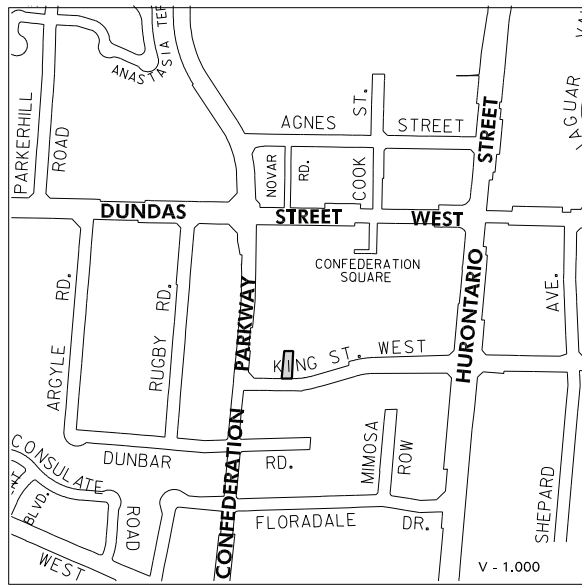 ANASTASIA TER
PARKERHILL
ROAD
AGNES STREET
ST.
COOK
NOVAR
RD.
STREET
JAGUAR VAL
DUNDAS STREET WEST
CONFEDERATION
SQUARE
ARGYLE RD.
RUGBY RD.
CONFEDERATION PARKWAY
HURONTARIO
AVE.
SHEPARD
KING ST. WEST
DUNBAR RD.
MIMOSA
ROW
CONSULATE
ROAD
BLVD.
WEST
FLORADALE DR.
V - 1.000